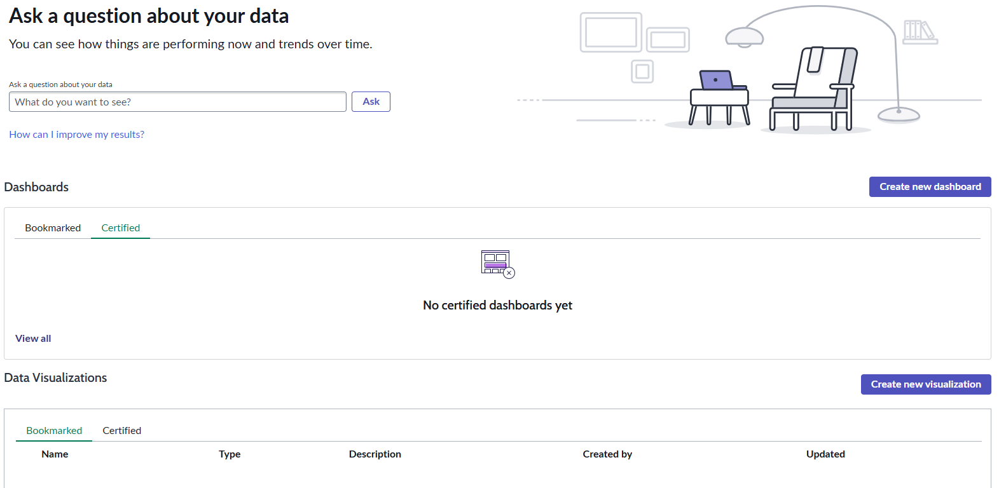 Ask a question about your data
You can see how things are performing now and trends over time.
Ask a question about your data
What do you want to see?
Ask
How can I improve my results?
Dashboards
Create new dashboard
Bookmarked
Certified
No certified dashboards yet
View all
Data Visualizations
Create new visualization
Bookmarked
Certified
Name
Type
Description
Created by
Updated